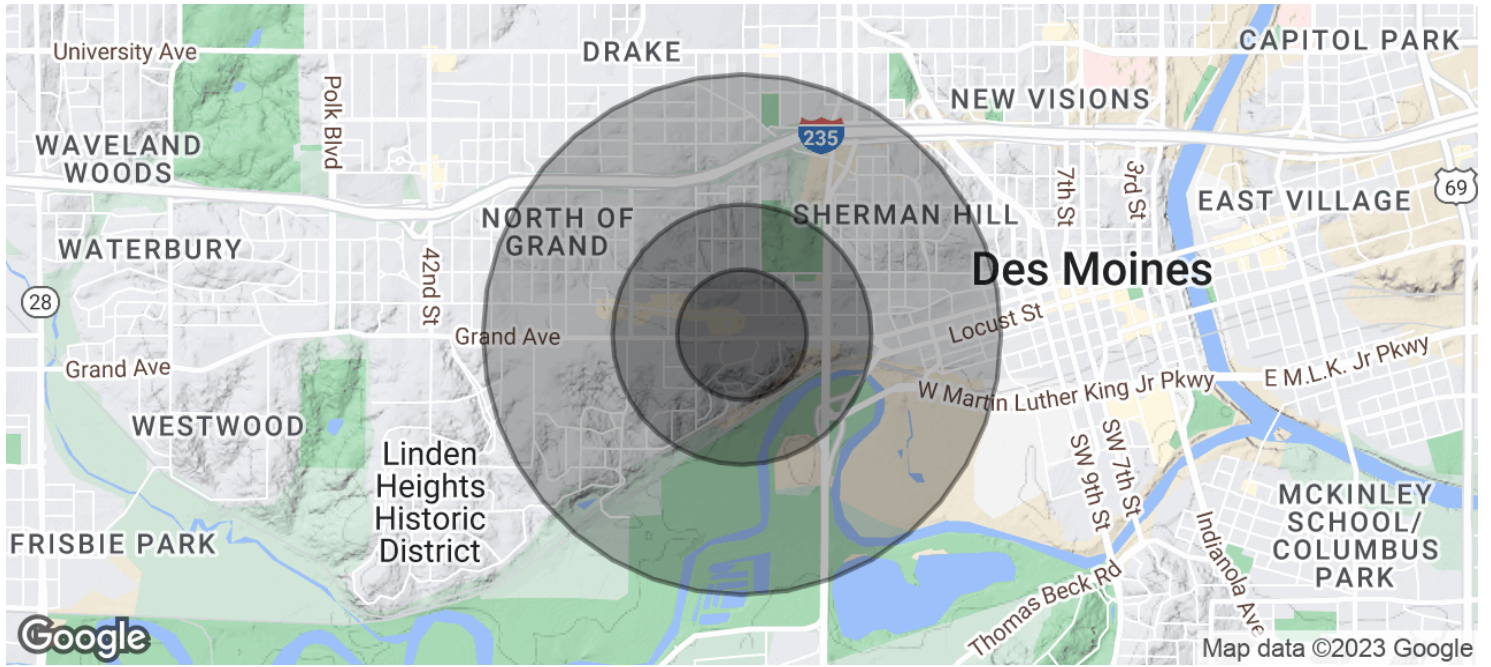 University Ave
DRAKE
CAPITOL PARK
Polk Blvd
NEW VISIONS
235
WAVELAND
WOODS
7th St
3rd St
69
EAST VILLAGE
NORTH OF
GRAND
SHERMAN HILL
WATERBURY
42nd St
Des Moines
28
Locust St
Grand Ave
Grand Ave
E M.L.K. Jr Pkwy
W Martin Luther King Jr Pkwy
WESTWOOD
Linden
Heights
Historic
District
SW 9th St
SW 7th St
MCKINLEY
SCHOOL/
COLUMBUS
PARK
FRISBIE PARK
Indianola Ave
Thomas Beck Rd
Google
Map data ©2023 Google